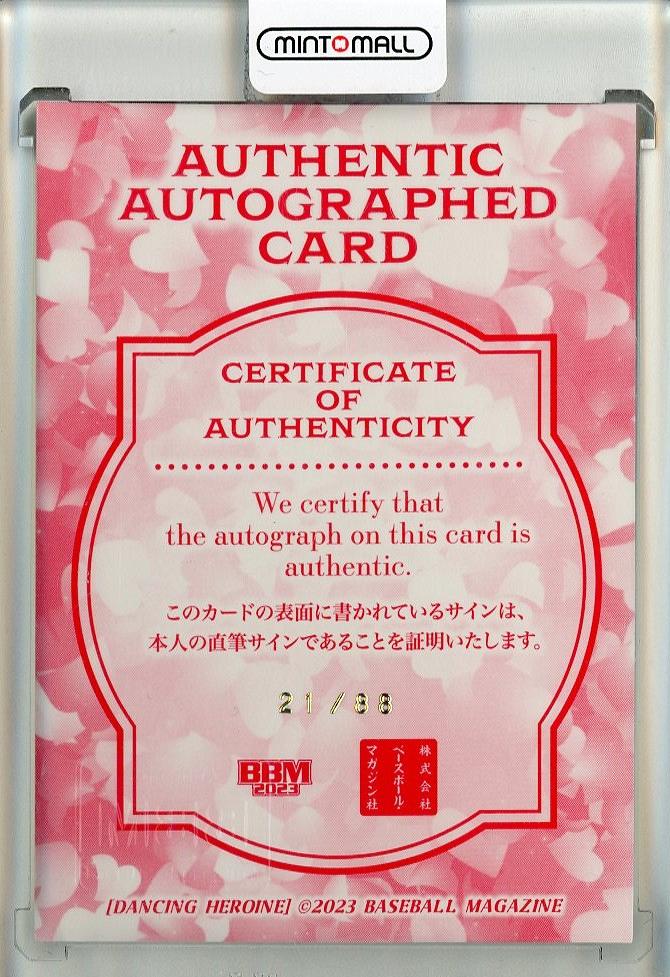 MINT MALL
AUTHENTIC
AUTOGRAPHED
CARD
CERTIFICATE
OF
AUTHENTICITY
We certify that
the autograph on this card is
authentic.
このカードの表面に書かれているサインは、
本人の直筆サインであることを証明いたします。
21/88
BBM
2023
株式会社
ベースボール・
マガジン社
[DANCING HEROINE] ©2023 BASEBALL MAGAZINE